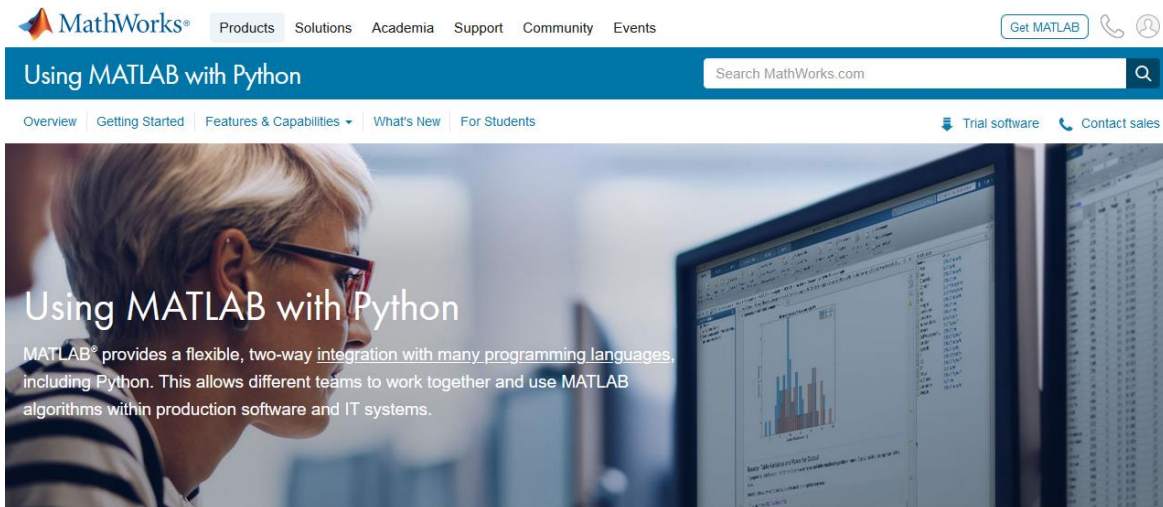 MathWorks®
Products Solutions Academia Support Community Events
Get MATLAB
Using MATLAB with Python
Search MathWorks.com
Overview Getting Started Features & Capabilities What's New For Students
Trial software Contact sales
Using MATLAB with Python
MATLAB® provides a flexible, two-way integration with many programming languages,
including Python. This allows different teams to work together and use MATLAB
algorithms within production software and IT systems.